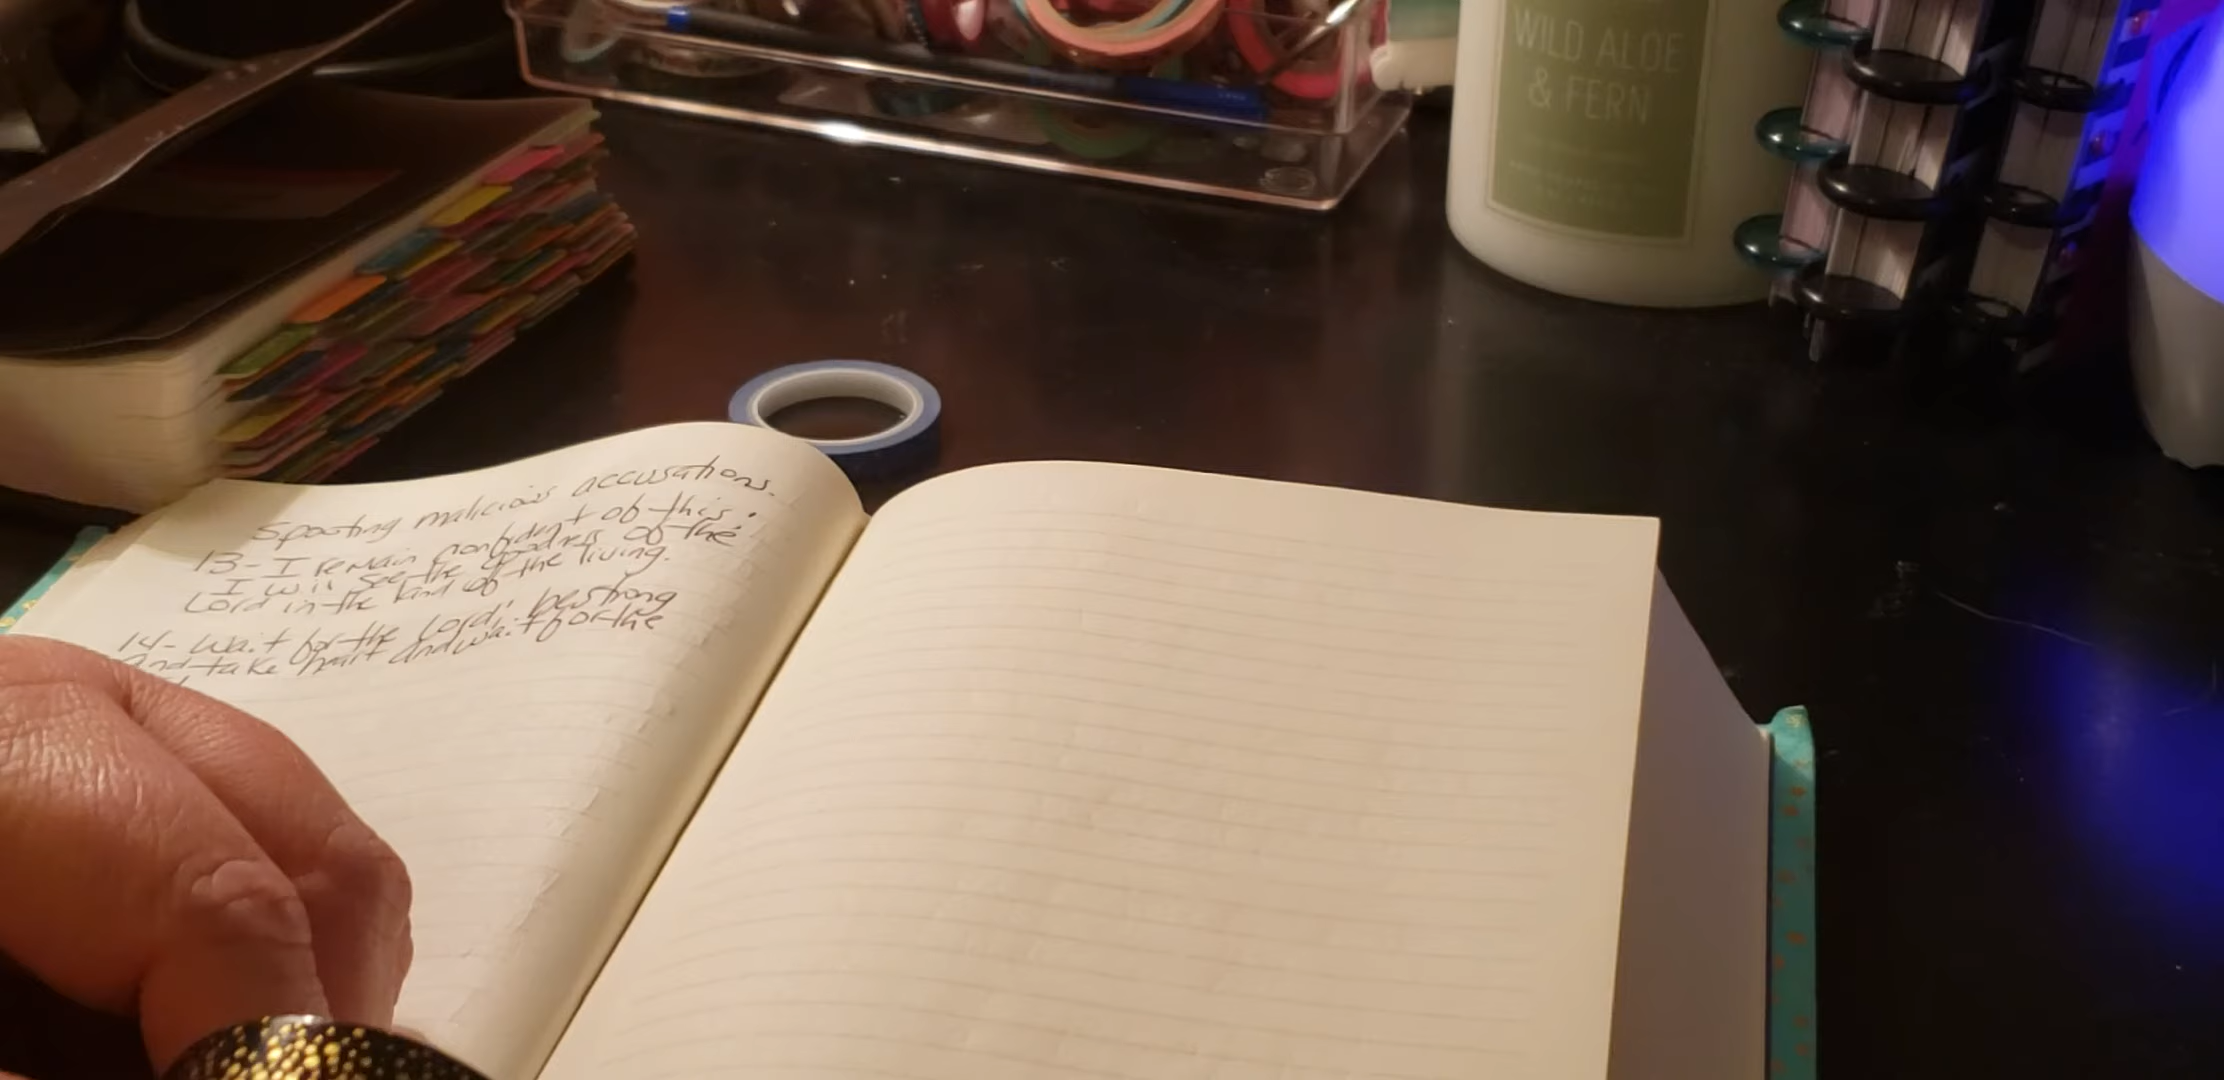 WILD ALOE
& FERN
Spouting malicious accusations.
13- I remain confident of this:
I will see the goodness of the
Lord in the land of the living.
14- Wait for the Lord; be strong
and take heart and wait for the